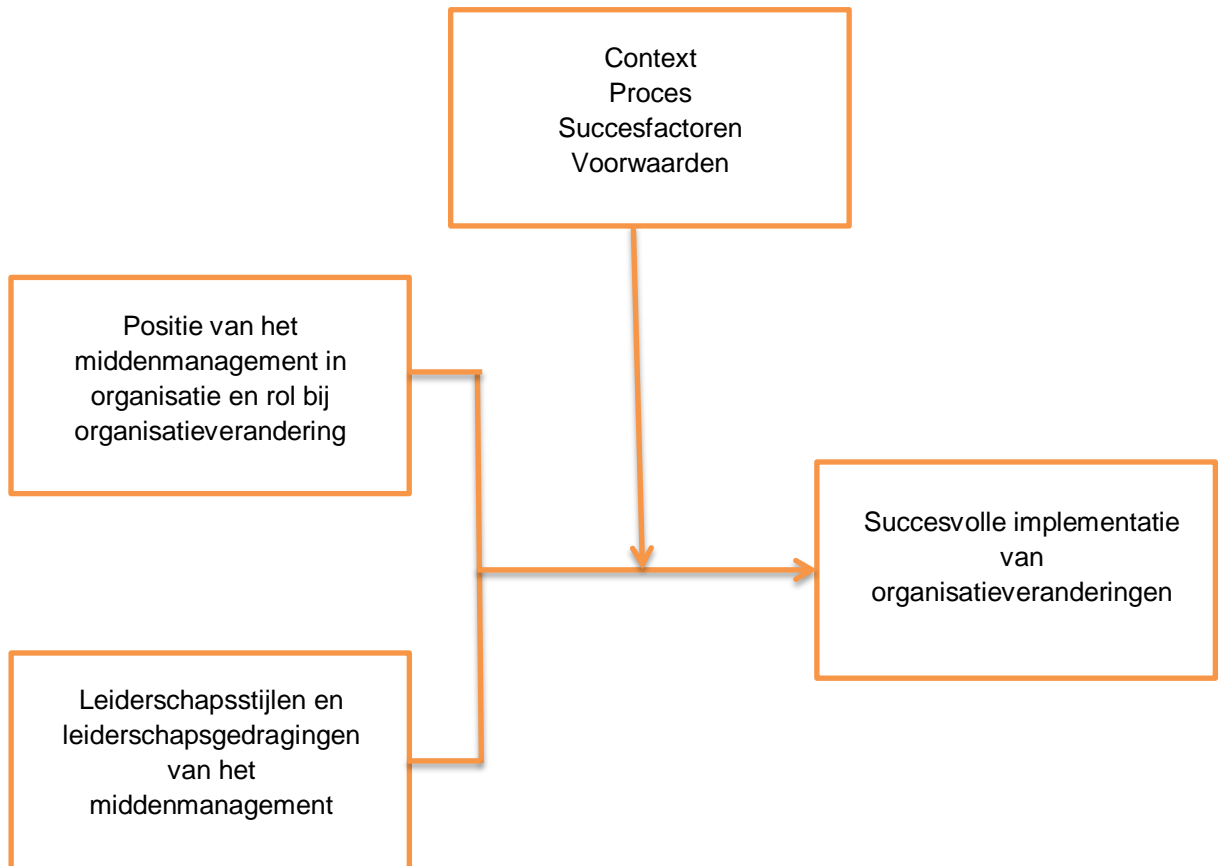 Context
Proces
Succesfactoren
Voorwaarden
Positie van het
middenmanagement in
organisatie en rol bij
organisatieverandering
Succesvolle implementatie
van
organisatieveranderingen
Leiderschapsstijlen en
leiderschapsgedragingen
van het
middenmanagement